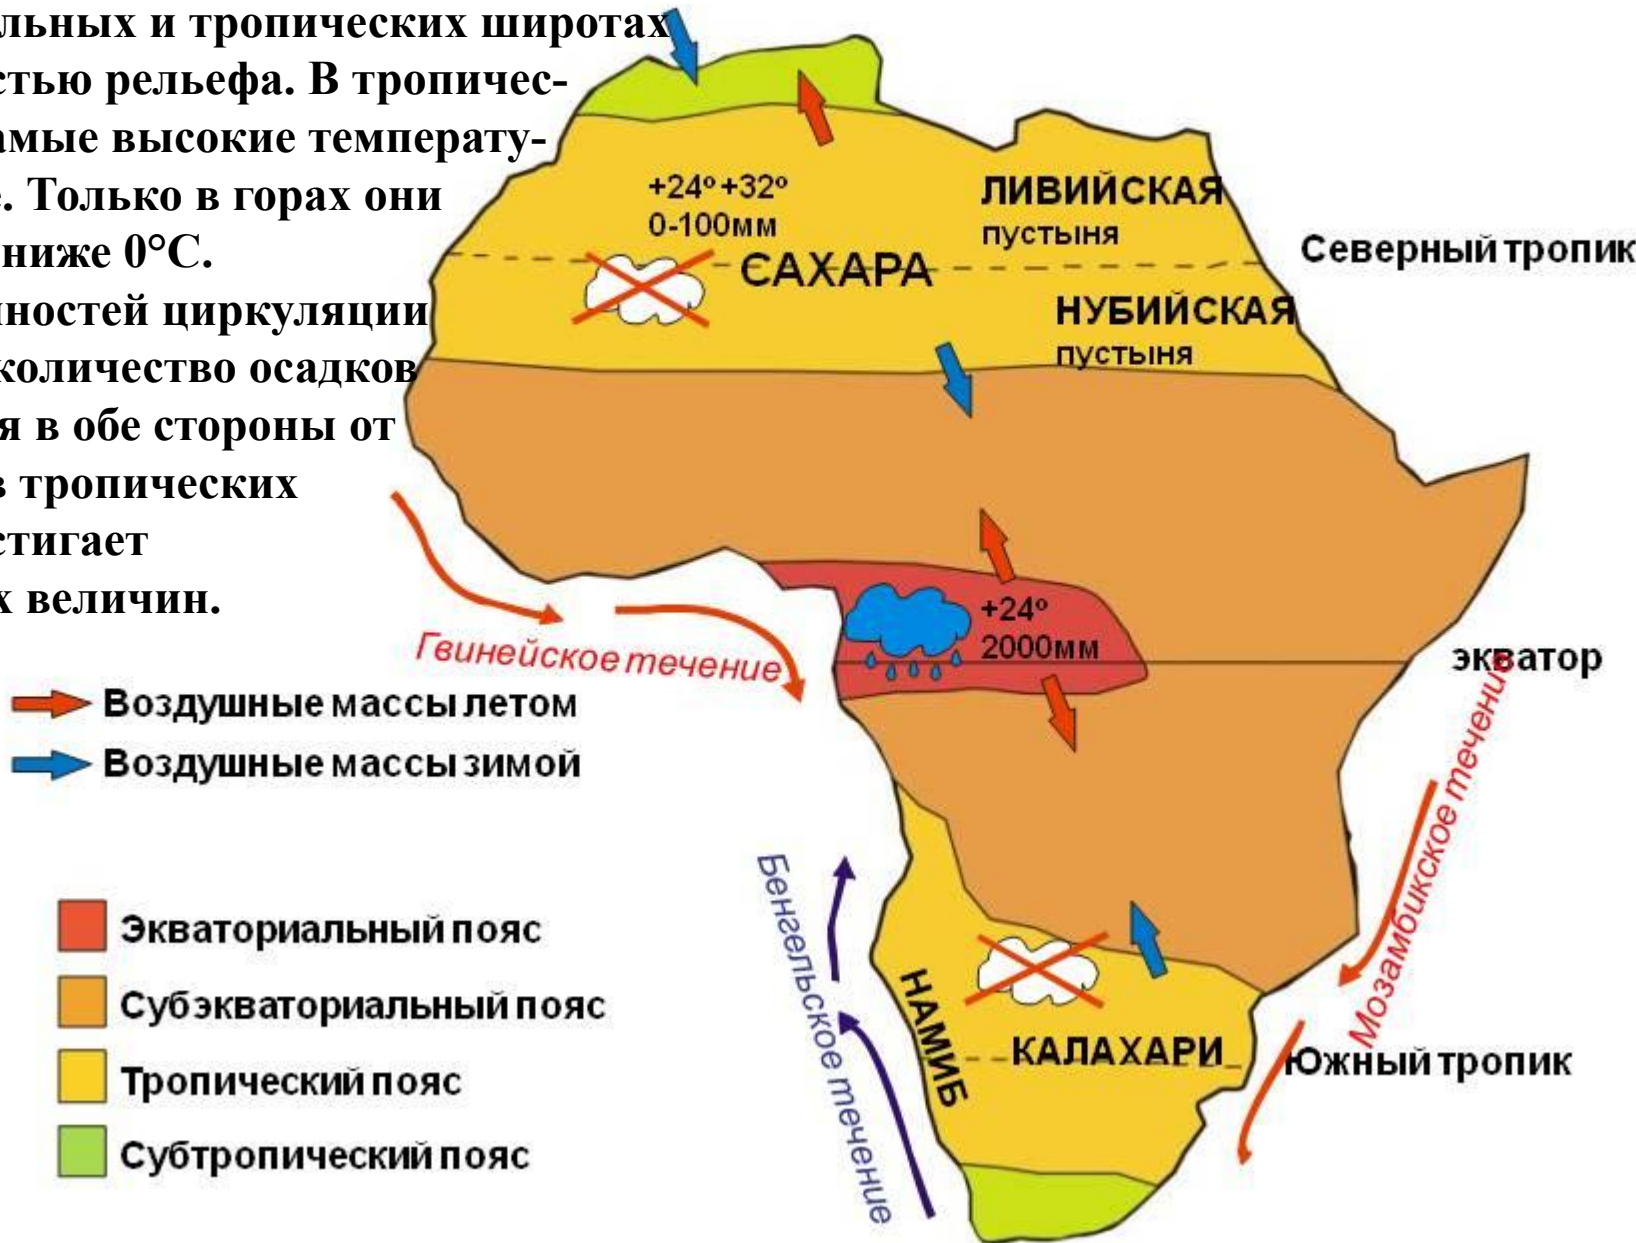 льных и тропических широтах
стью рельефа. В тропичес-
амые высокие температу-
е. Только в горах они
ниже 0°С.
ностей циркуляции
количество осадков
я в обе стороны от
в тропических
стигает
х величин.
+24º +32º
0-100мм
ЛИВИЙСКАЯ
пустыня
Северный тропик
САХАРА
НУБИЙСКАЯ
пустыня
+24º
2000мм
экватор
Гвинейское течение
Мозамбикское течение
Воздушные массы летом
Воздушные массы зимой
Бенгельское течение
НАМИБ
КАЛАХАРИ
Южный тропик
Экваториальный пояс
Субэкваториальный пояс
Тропический пояс
Субтропический пояс